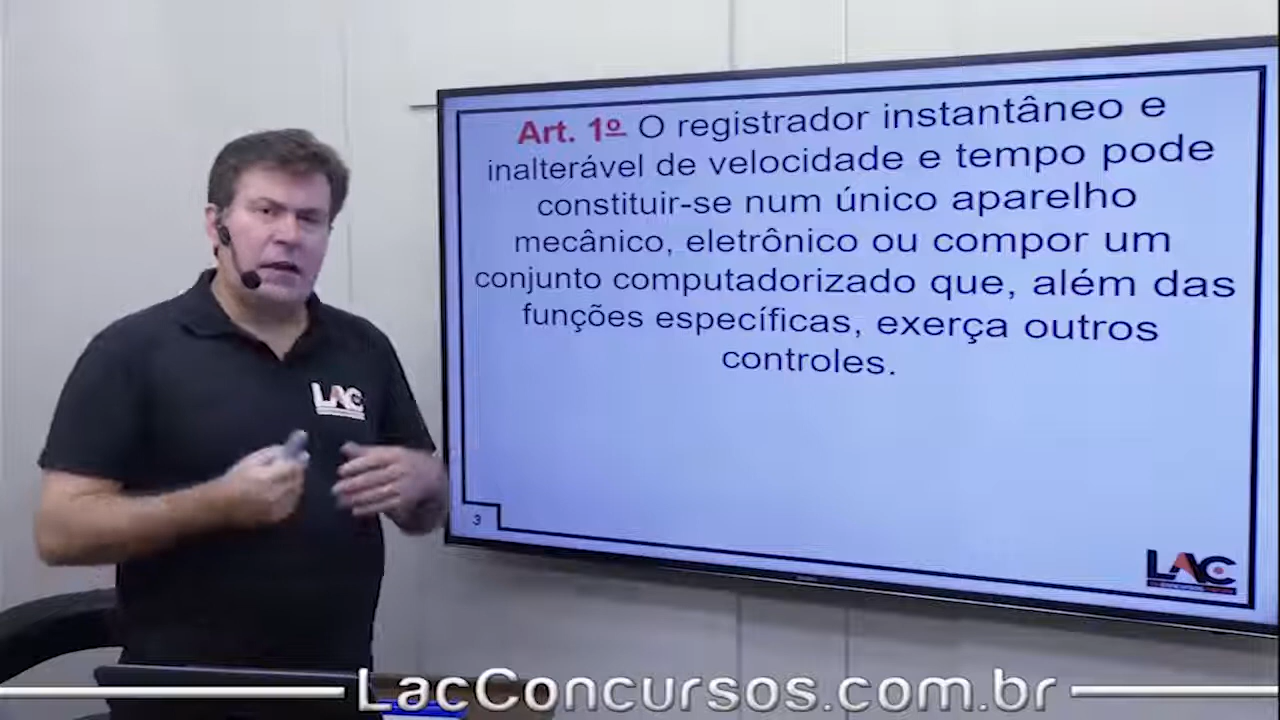 Art. 1º O registrador instantâneo e
inalterável de velocidade e tempo pode
constituir-se num único aparelho
mecânico, eletrônico ou compor um
conjunto computadorizado que, além das
funções específicas, exerça outros
controles.
3
LAC
LAC
LacConcursos.com.br